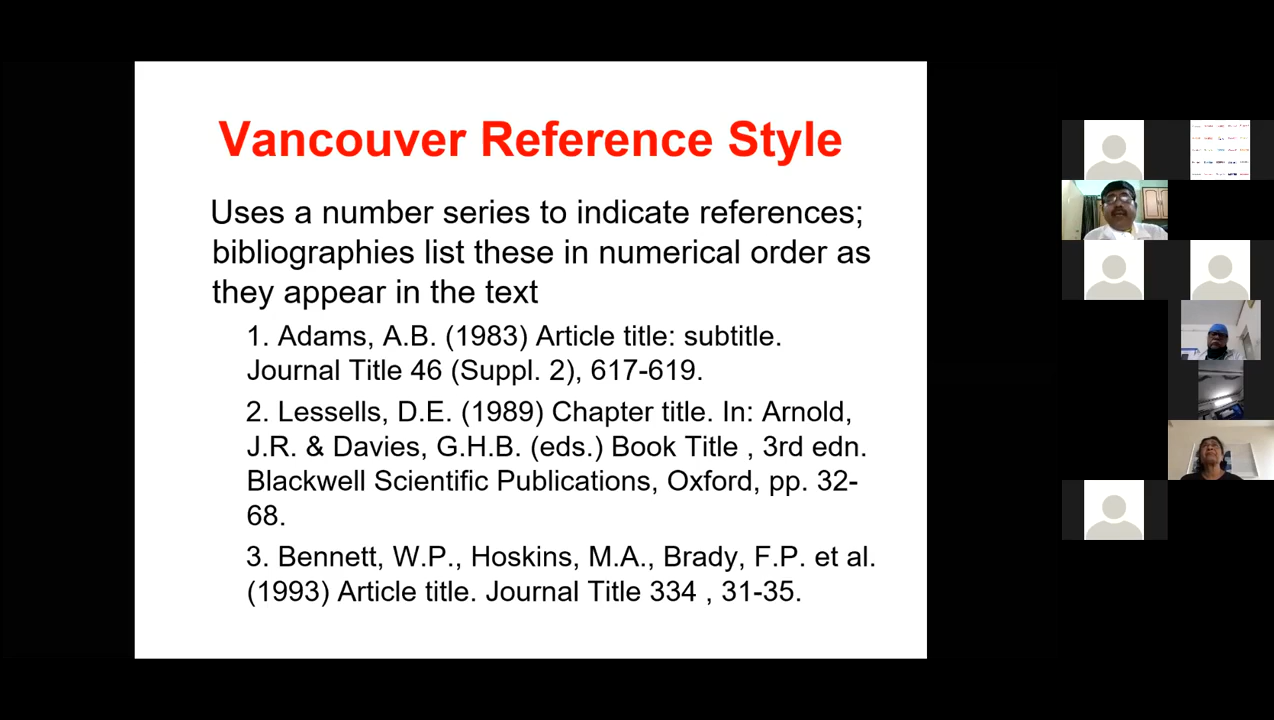 Vancouver Reference Style
Uses a number series to indicate references;
bibliographies list these in numerical order as
they appear in the text
1. Adams, A.B. (1983) Article title: subtitle.
Journal Title 46 (Suppl. 2), 617-619.
2. Lessells, D.E. (1989) Chapter title. In: Arnold,
J.R. & Davies, G.H.B. (eds.) Book Title , 3rd edn.
Blackwell Scientific Publications, Oxford, pp. 32-
68.
3. Bennett, W.P., Hoskins, M.A., Brady, F.P. et al.
(1993) Article title. Journal Title 334 , 31-35.